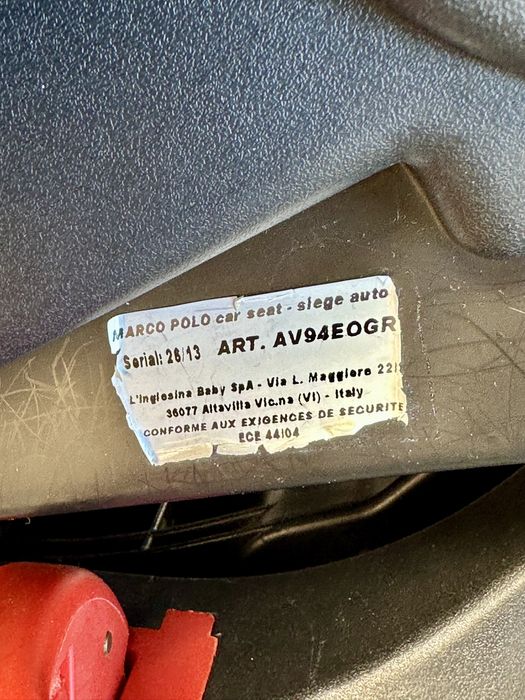 MARCO POLO car seat - siege auto
Serial: 26/13 ART. AV94EOGR
L'Inglesina Baby SpA - Via L. Maggiore
36077 Altavilla Vic.na (VI) - Italy
CONFORME AUX EXIGENCES DE SECURITE
ECE 44/04